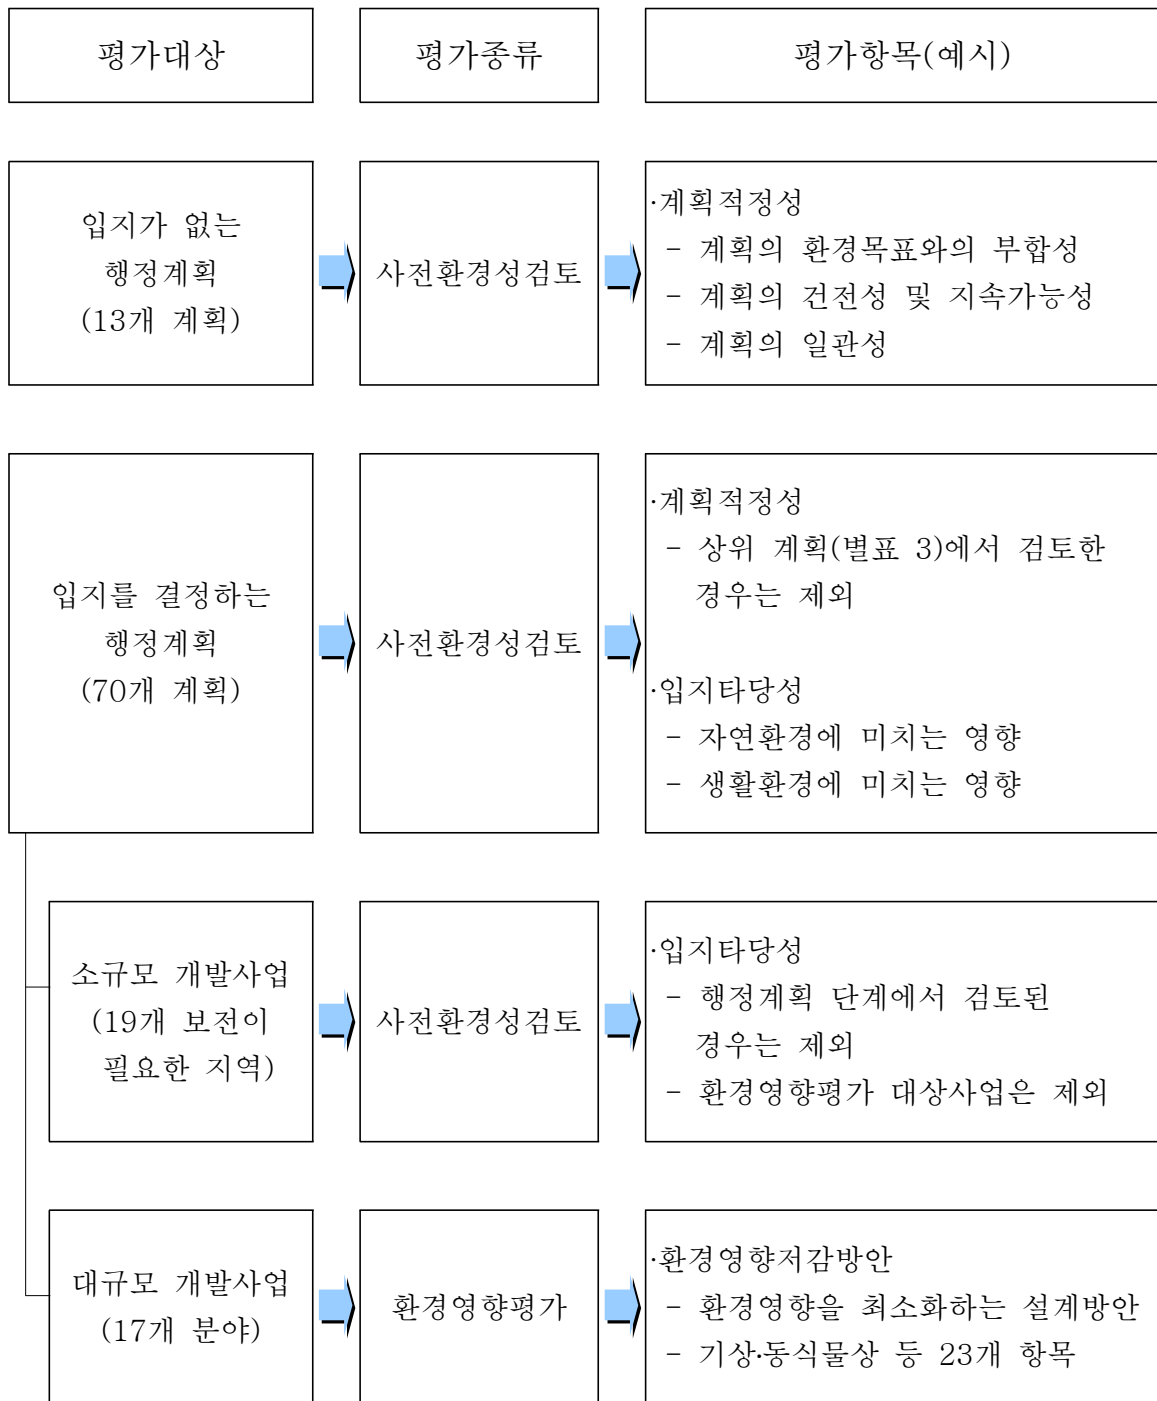 평가대상
평가종류
평가항목(예시)
입지가 없는
행정계획
(13개 계획)
사전환경성검토
·계획적정성
- 계획의 환경목표와의 부합성
- 계획의 건전성 및 지속가능성
- 계획의 일관성
입지를 결정하는
행정계획
(70개 계획)
사전환경성검토
·계획적정성
- 상위 계획(별표 3)에서 검토한
경우는 제외
·입지타당성
- 자연환경에 미치는 영향
- 생활환경에 미치는 영향
소규모 개발사업
(19개 보전이
필요한 지역)
사전환경성검토
·입지타당성
- 행정계획 단계에서 검토된
경우는 제외
- 환경영향평가 대상사업은 제외
대규모 개발사업
(17개 분야)
환경영향평가
·환경영향저감방안
- 환경영향을 최소화하는 설계방안
- 기상·동식물상 등 23개 항목